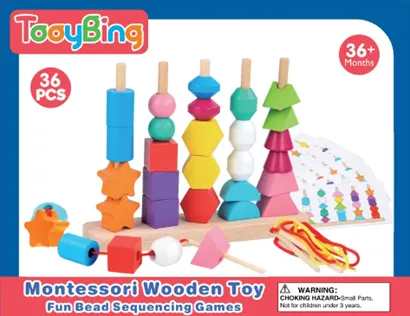 TooyBing
36 PCS
36+
Months
Montessori Wooden Toy
Fun Bead Sequencing Games
⚠ WARNING:
CHOKING HAZARD-Small Parts.
Not for children under 3 years.